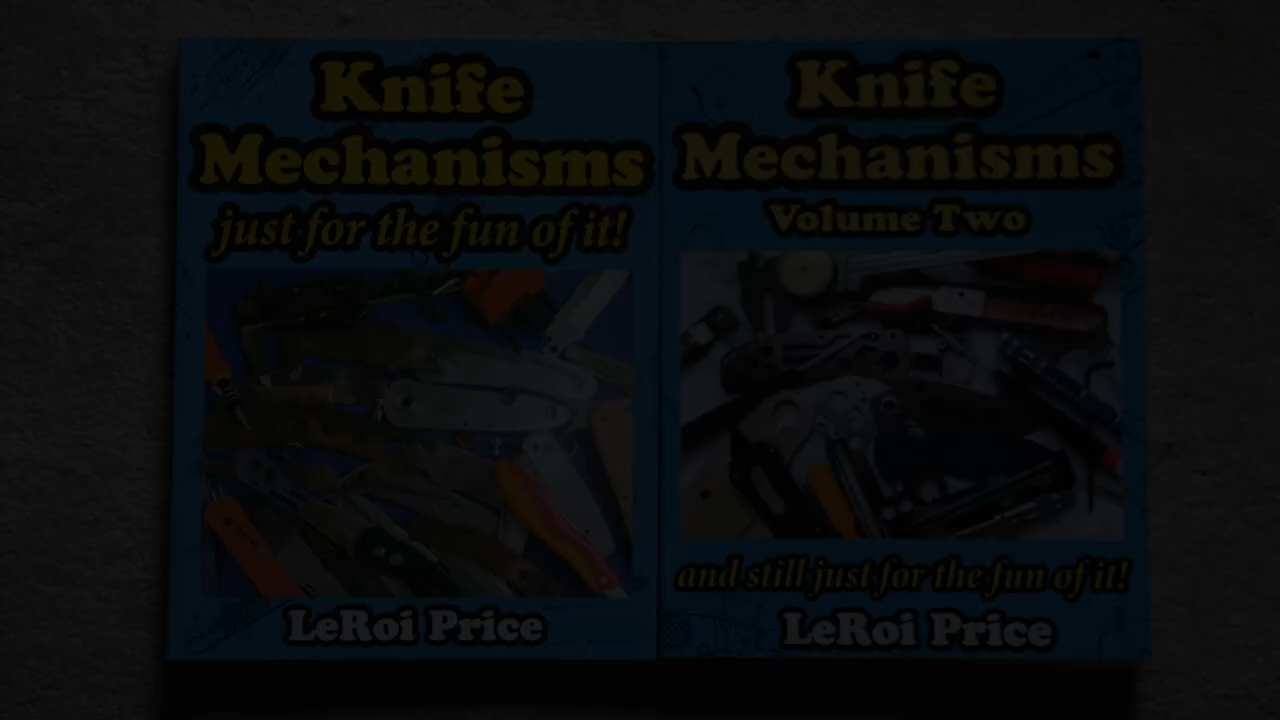 Knife
Mechanisms
just for the fun of it!
LeRoi Price
Knife
Mechanisms
Volume Two
and still just for the fun of it!
LeRoi Price